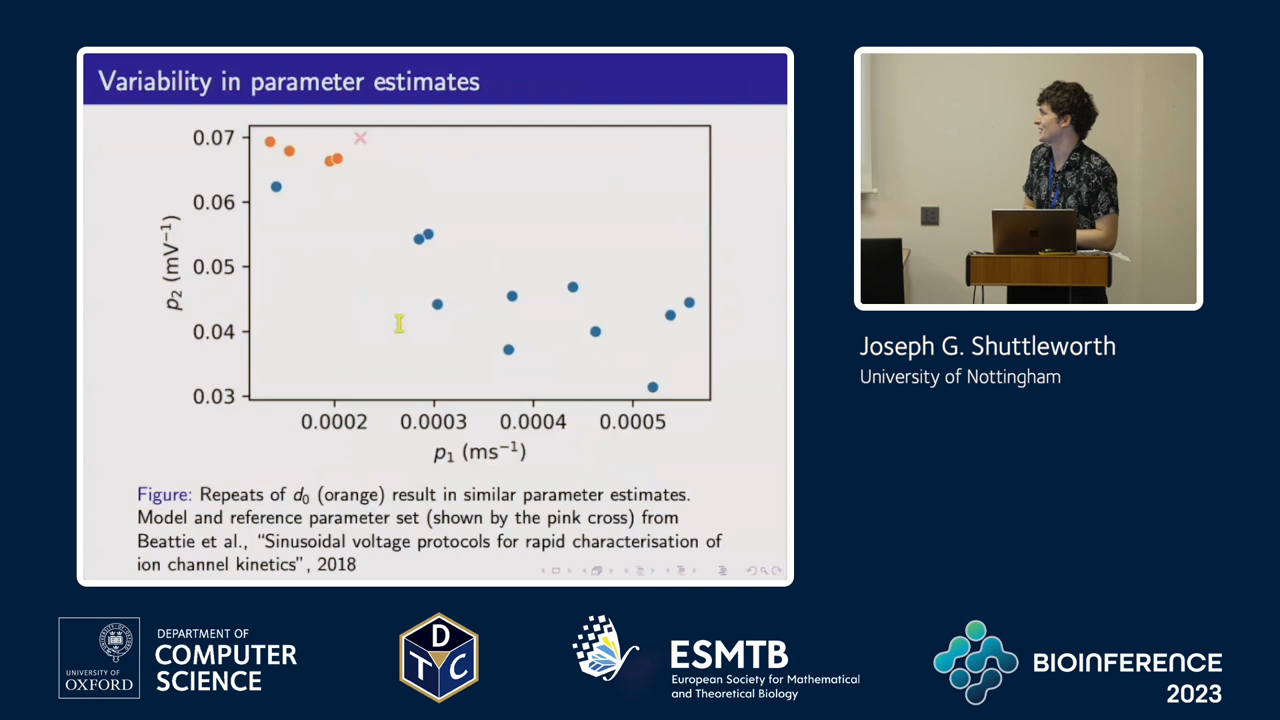 Variability in parameter estimates
0.07
0.06
0.05
0.04
0.03
p₂ (mV⁻¹)
0.0002 0.0003 0.0004 0.0005
p₁ (ms⁻¹)
Figure: Repeats of d₀ (orange) result in similar parameter estimates.
Model and reference parameter set (shown by the pink cross) from
Beattie et al., “Sinusoidal voltage protocols for rapid characterisation of
ion channel kinetics”, 2018
Joseph G. Shuttleworth
University of Nottingham
UNIVERSITY OF
OXFORD
DEPARTMENT OF
COMPUTER
SCIENCE
D
T C
ESMTB
European Society for Mathematical
and Theoretical Biology
BIOINFERENCE
2023